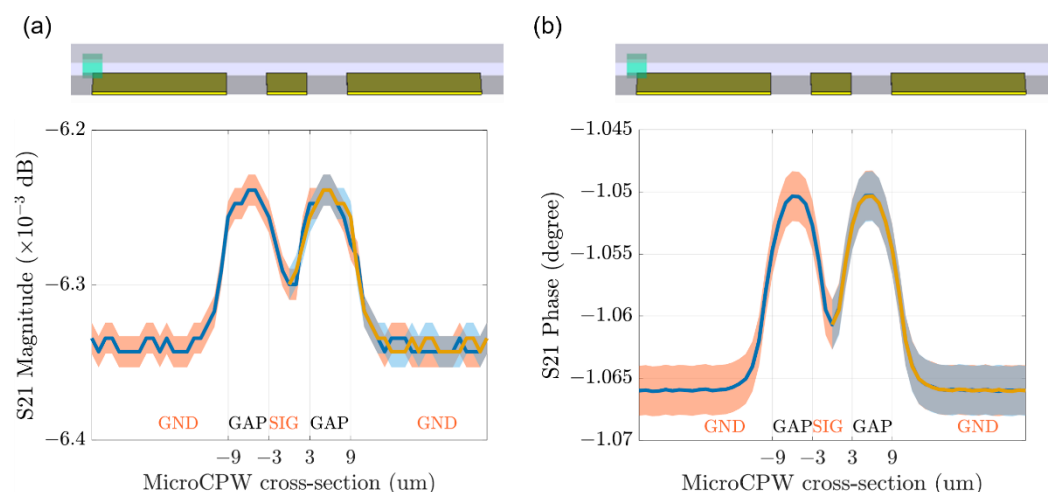 (a)
−6.2
−6.3
−6.4
S21 Magnitude (×10⁻³ dB)
GND GAP SIG GAP GND
−9 −3 3 9
MicroCPW cross-section (um)
(b)
−1.045
−1.05
−1.055
−1.06
−1.065
−1.07
S21 Phase (degree)
GND GAP SIG GAP GND
−9 −3 3 9
MicroCPW cross-section (um)